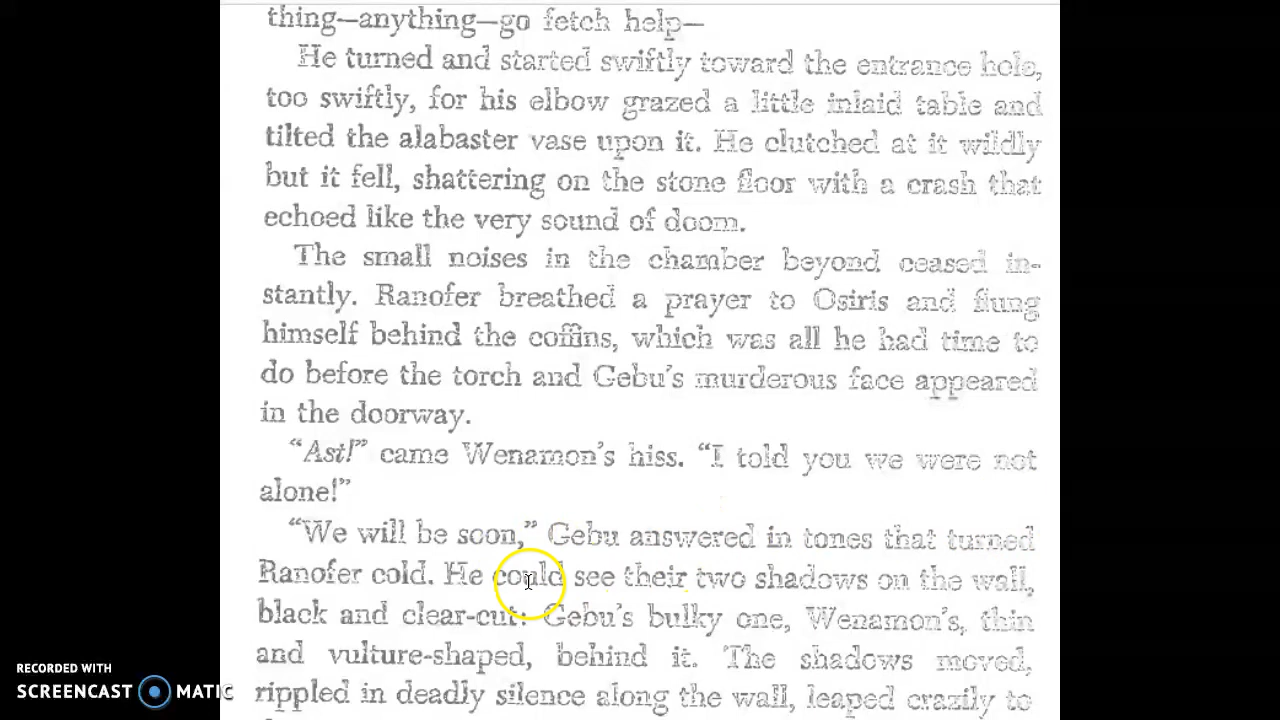 thing—anything—go fetch help—
He turned and started swiftly toward the entrance hole,
too swiftly, for his elbow grazed a little inlaid table and
tilted the alabaster vase upon it. He clutched at it wildly
but it fell, shattering on the stone floor with a crash that
echoed like the very sound of doom.
The small noises in the chamber beyond ceased in-
stantly. Ranofer breathed a prayer to Osiris and flung
himself behind the coffins, which was all he had time to
do before the torch and Gebu's murderous face appeared
in the doorway.
"Ast!" came Wenamon's hiss. "I told you we were not
alone!"
"We will be soon," Gebu answered in tones that turned
Ranofer cold. He could see their two shadows on the wall,
black and clear-cut: Gebu's bulky one, Wenamon's, thin
and vulture-shaped, behind it. The shadows moved,
rippled in deadly silence along the wall, leaped crazily to
RECORDED WITH
SCREENCAST MATIC